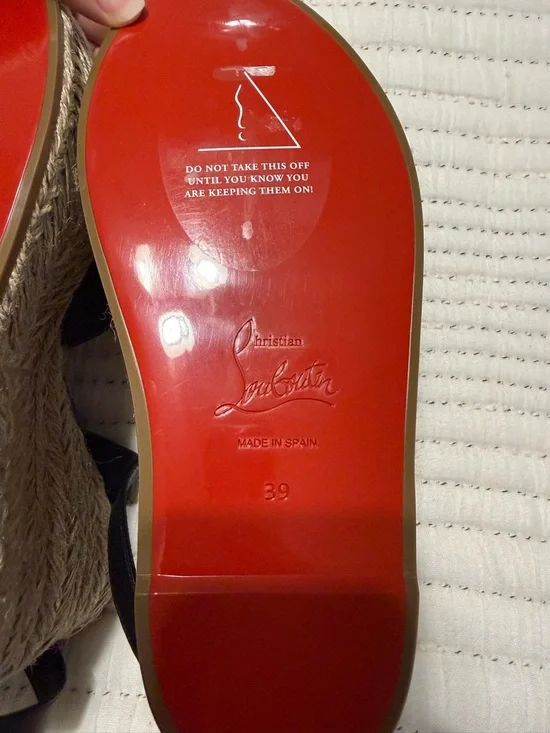 DO NOT TAKE THIS OFF
UNTIL YOU KNOW YOU
ARE KEEPING THEM ON!
Christian
Louboutin
MADE IN SPAIN
39